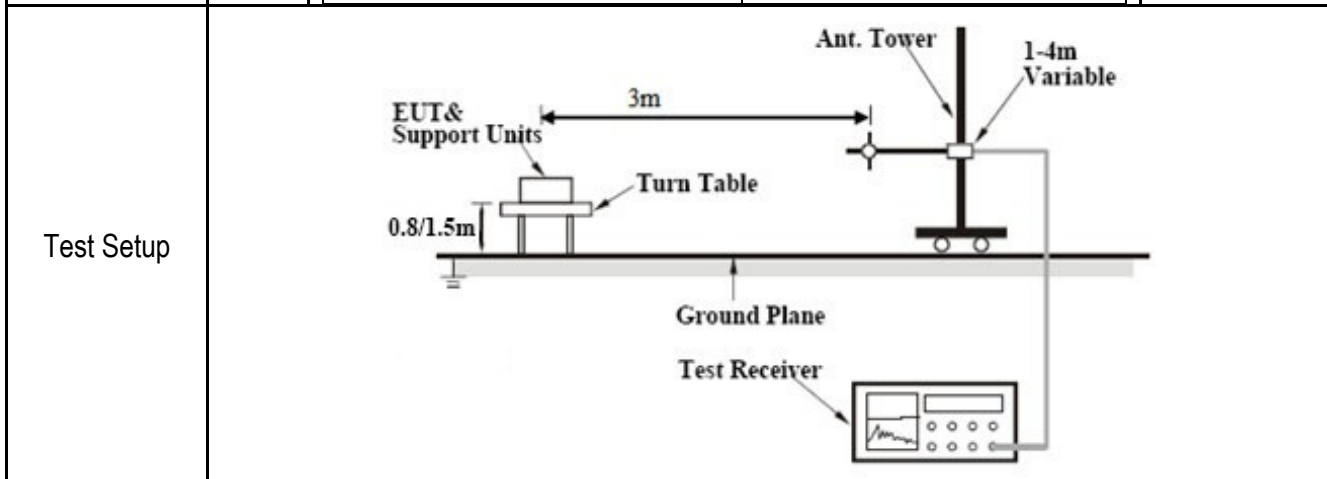 Test Setup
Ant. Tower
1-4m
Variable
3m
EUT&
Support Units
Turn Table
0.8/1.5m
Ground Plane
Test Receiver